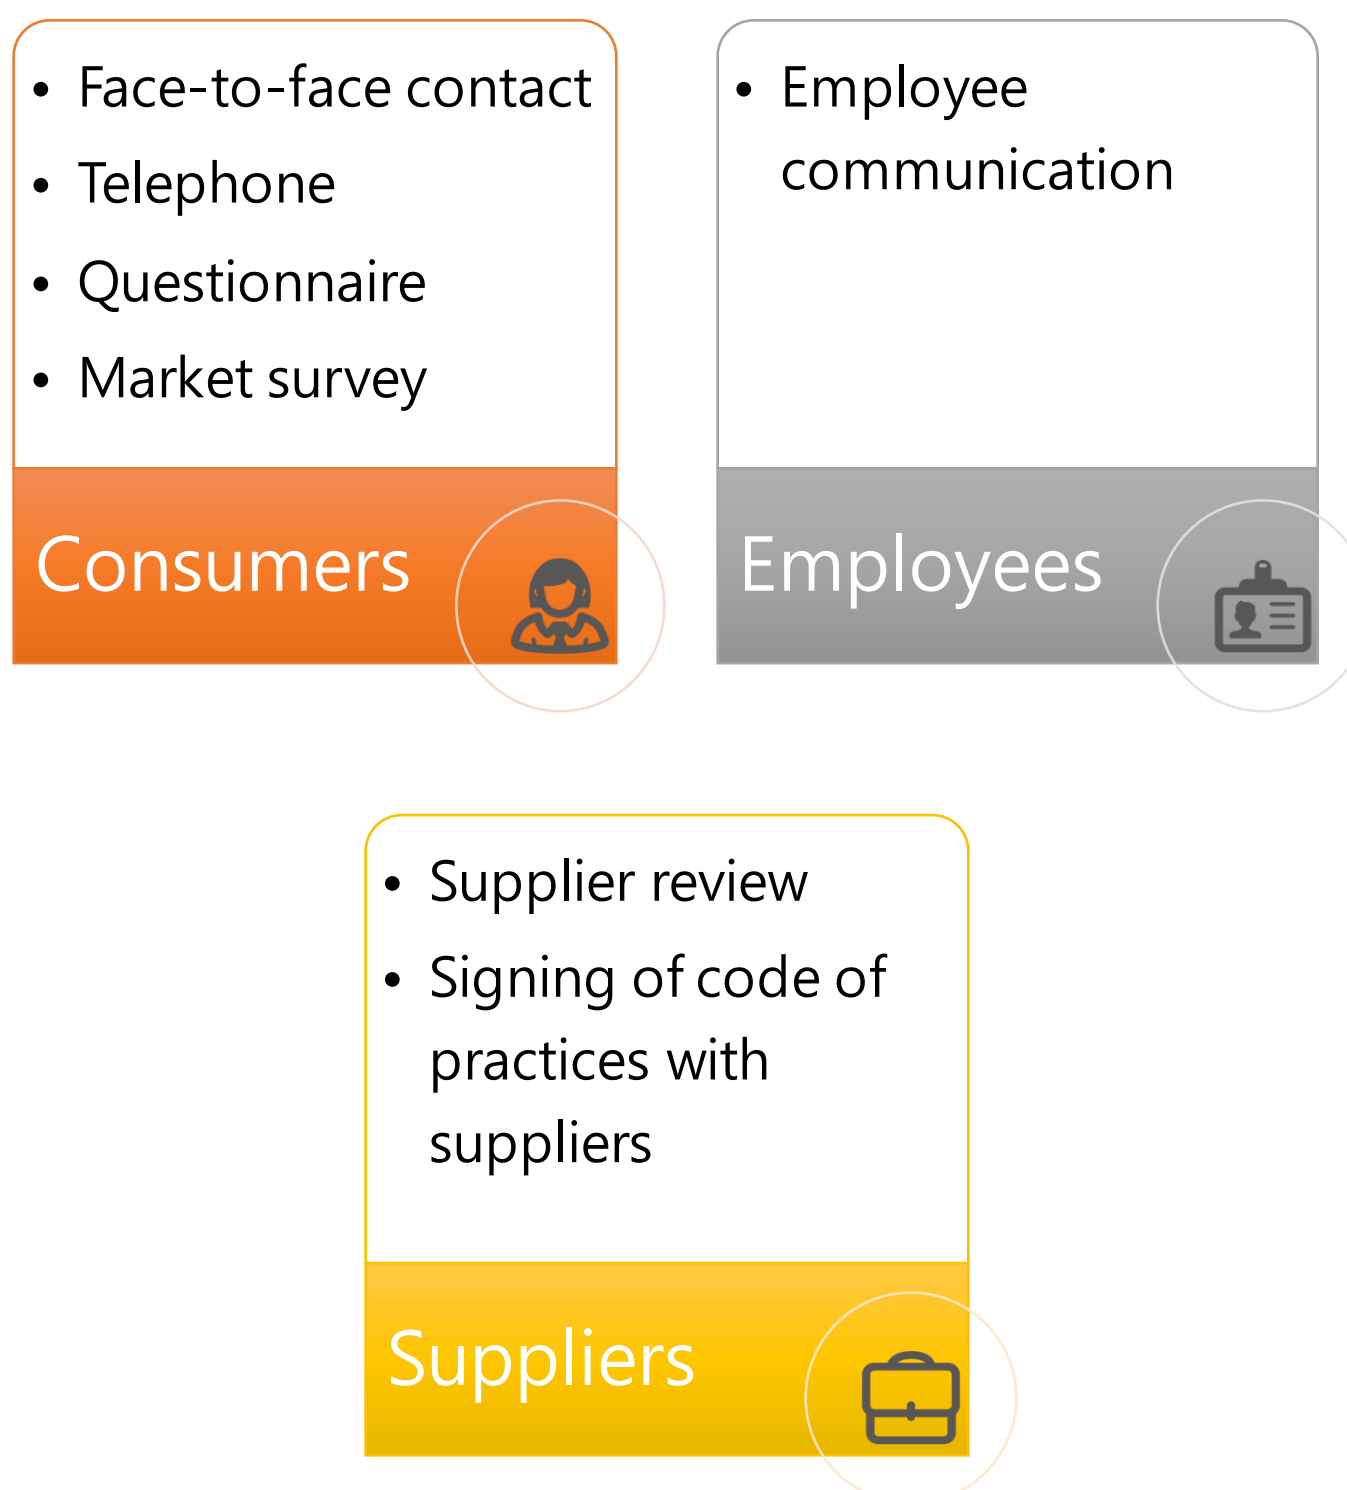 • Face-to-face contact
• Telephone
• Questionnaire
• Market survey
Consumers
• Employee
communication
Employees
• Supplier review
• Signing of code of
practices with
suppliers
Suppliers